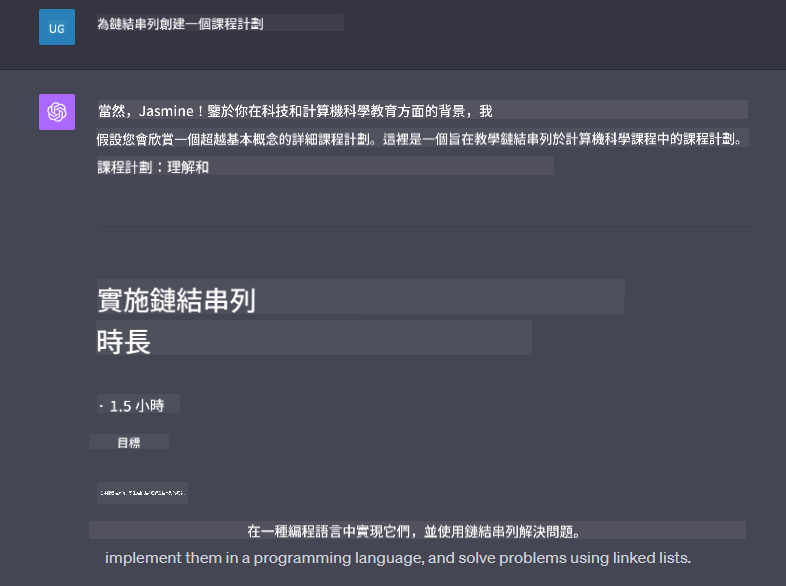 UG
為鏈結串列創建一個課程計劃
當然，Jasmine！鑒於你在科技和計算機科學教育方面的背景，我
假設您會欣賞一個超越基本概念的詳細課程計劃。這裡是一個旨在教學鏈結串列於計算機科學課程中的課程計劃。
課程計劃：理解和
實施鏈結串列
時長
· 1.5 小時
目標
在一種編程語言中實現它們，並使用鏈結串列解決問題。
implement them in a programming language, and solve problems using linked lists.